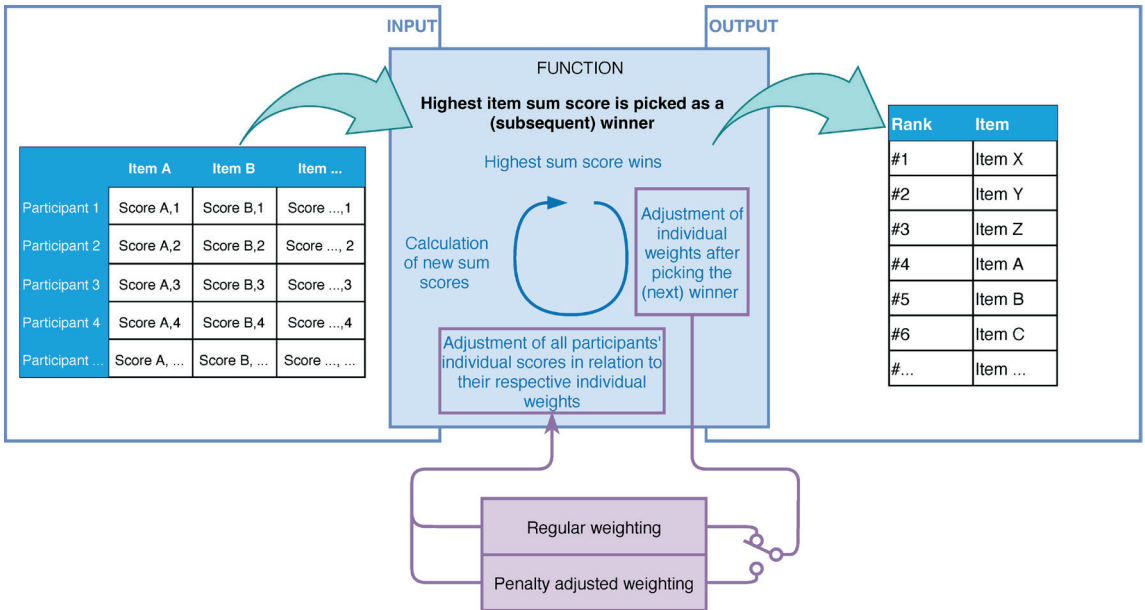 INPUT
OUTPUT
FUNCTION
Highest item sum score is picked as a
(subsequent) winner
Highest sum score wins
Adjustment of
individual
weights after
picking the
(next) winner
Calculation
of new sum
scores
Adjustment of all participants'
individual scores in relation to
their respective individual
weights
Item A Item B Item ...
Participant 1 Score A,1 Score B,1 Score ...,1
Participant 2 Score A,2 Score B,2 Score ..., 2
Participant 3 Score A,3 Score B,3 Score ...,3
Participant 4 Score A,4 Score B,4 Score ...,4
Participant ... Score A, ... Score B, ... Score ..., ...
Rank Item
#1 Item X
#2 Item Y
#3 Item Z
#4 Item A
#5 Item B
#6 Item C
#... Item ...
Regular weighting
Penalty adjusted weighting